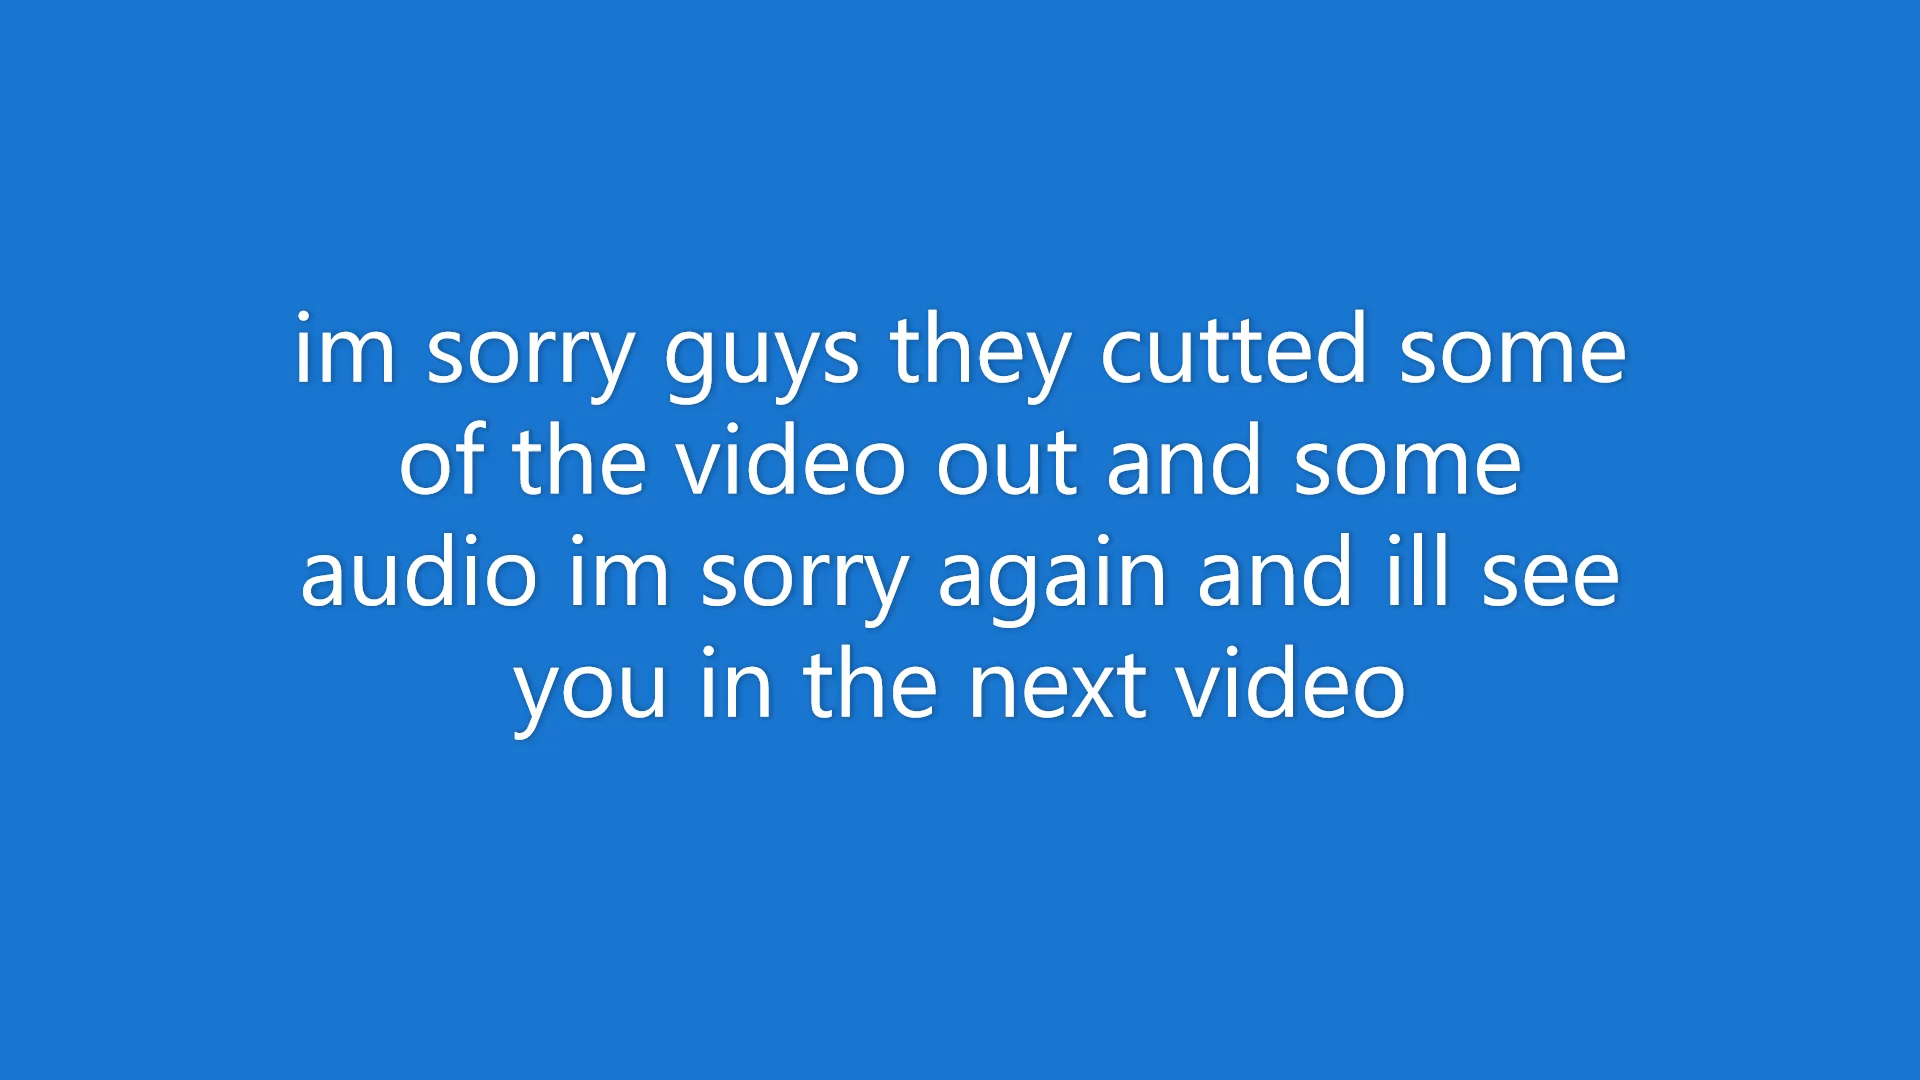 im sorry guys they cutted some
of the video out and some
audio im sorry again and ill see
you in the next video